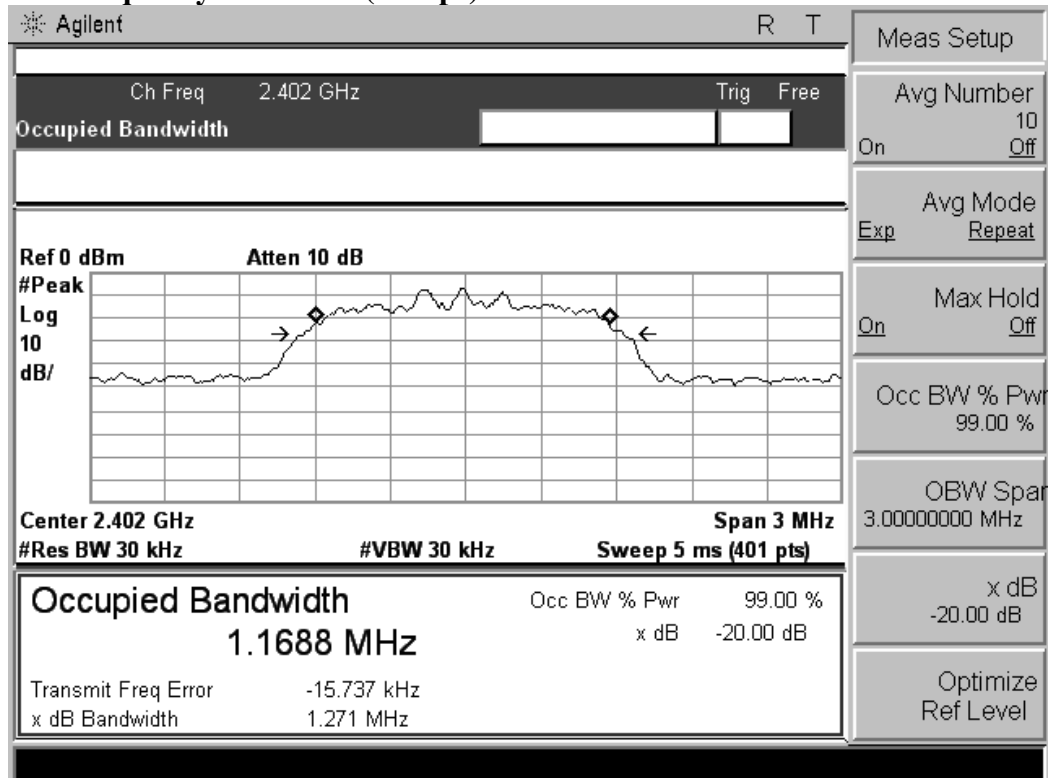 Agilent R T
Meas Setup
Ch Freq 2.402 GHz Trig Free
Occupied Bandwidth
Avg Number
10
On Off
Avg Mode
Exp Repeat
Max Hold
On Off
Occ BW % Pwr
99.00 %
OBW Span
3.00000000 MHz
x dB
-20.00 dB
Optimize
Ref Level
Ref 0 dBm Atten 10 dB
#Peak
Log
10
dB/
Center 2.402 GHz Span 3 MHz
#Res BW 30 kHz #VBW 30 kHz Sweep 5 ms (401 pts)
Occupied Bandwidth
1.1688 MHz
Occ BW % Pwr 99.00 %
x dB -20.00 dB
Transmit Freq Error -15.737 kHz
x dB Bandwidth 1.271 MHz